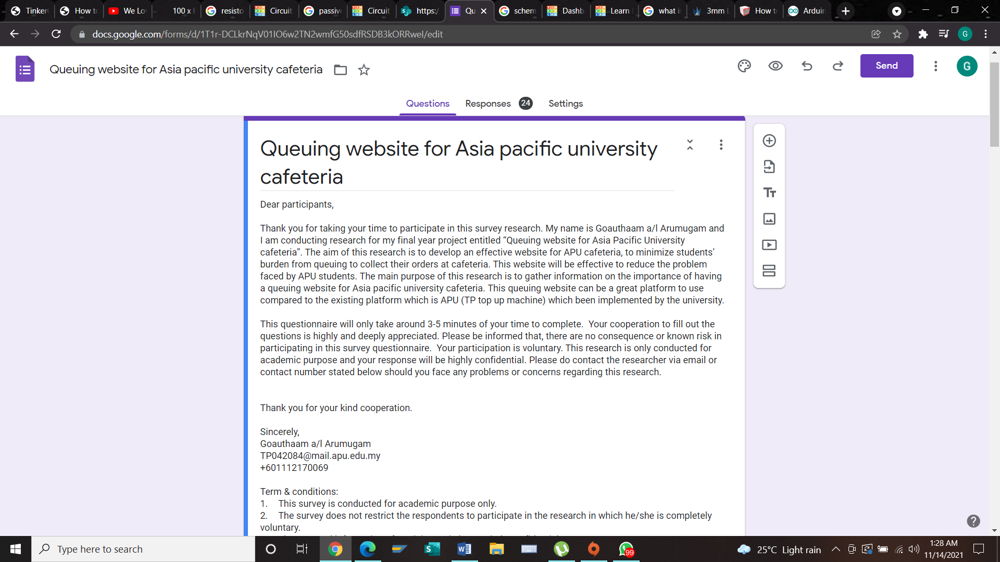 Tinker
How to
We Lo
100 x F
resisto
Circuit
passive
Circuit
https:/
Qu
schem
Dashb
Learn
what is
3mm L
How to
Arduin
docs.google.com/forms/d/1T1r-DCLkrNqV01IO6w2TN2wmfG50sdfRSDB3kORRweI/edit
G
Queuing website for Asia pacific university cafeteria
Send
G
Questions
Responses 24
Settings
Queuing website for Asia pacific university
cafeteria
Dear participants,
Thank you for taking your time to participate in this survey research. My name is Goauthaam a/l Arumugam and
I am conducting research for my final year project entitled “Queuing website for Asia Pacific University
cafeteria”. The aim of this research is to develop an effective website for APU cafeteria, to minimize students’
burden from queuing to collect their orders at cafeteria. This website will be effective to reduce the problem
faced by APU students. The main purpose of this research is to gather information on the importance of having
a queuing website for Asia pacific university cafeteria. This queuing website can be a great platform to use
compared to the existing platform which is APU (TP top up machine) which been implemented by the university.
This questionnaire will only take around 3-5 minutes of your time to complete.  Your cooperation to fill out the
questions is highly and deeply appreciated. Please be informed that, there are no consequence or known risk in
participating in this survey questionnaire.  Your participation is voluntary. This research is only conducted for
academic purpose and your response will be highly confidential. Please do contact the researcher via email or
contact number stated below should you face any problems or concerns regarding this research.
Thank you for your kind cooperation.
Sincerely,
Goauthaam a/l Arumugam
TP042084@mail.apu.edu.my
+601112170069
Term & conditions:
1. This survey is conducted for academic purpose only.
2. The survey does not restrict the respondents to participate in the research in which he/she is completely
voluntary.
Type here to search
99
25°C Light rain
1:28 AM
11/14/2021